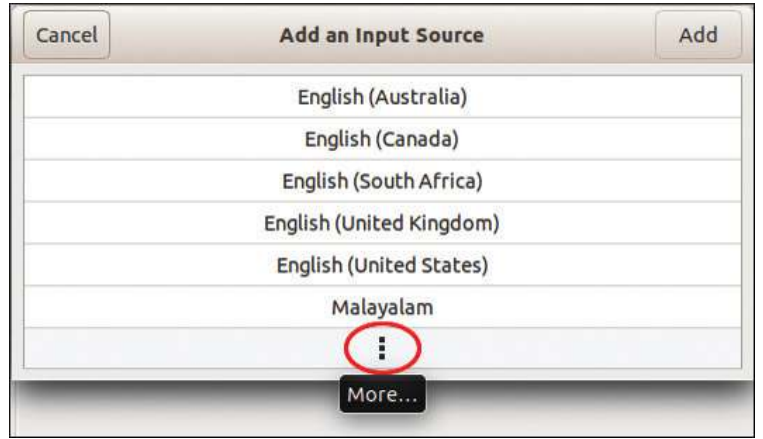 Cancel Add an Input Source Add
English (Australia)
English (Canada)
English (South Africa)
English (United Kingdom)
English (United States)
Malayalam
More...